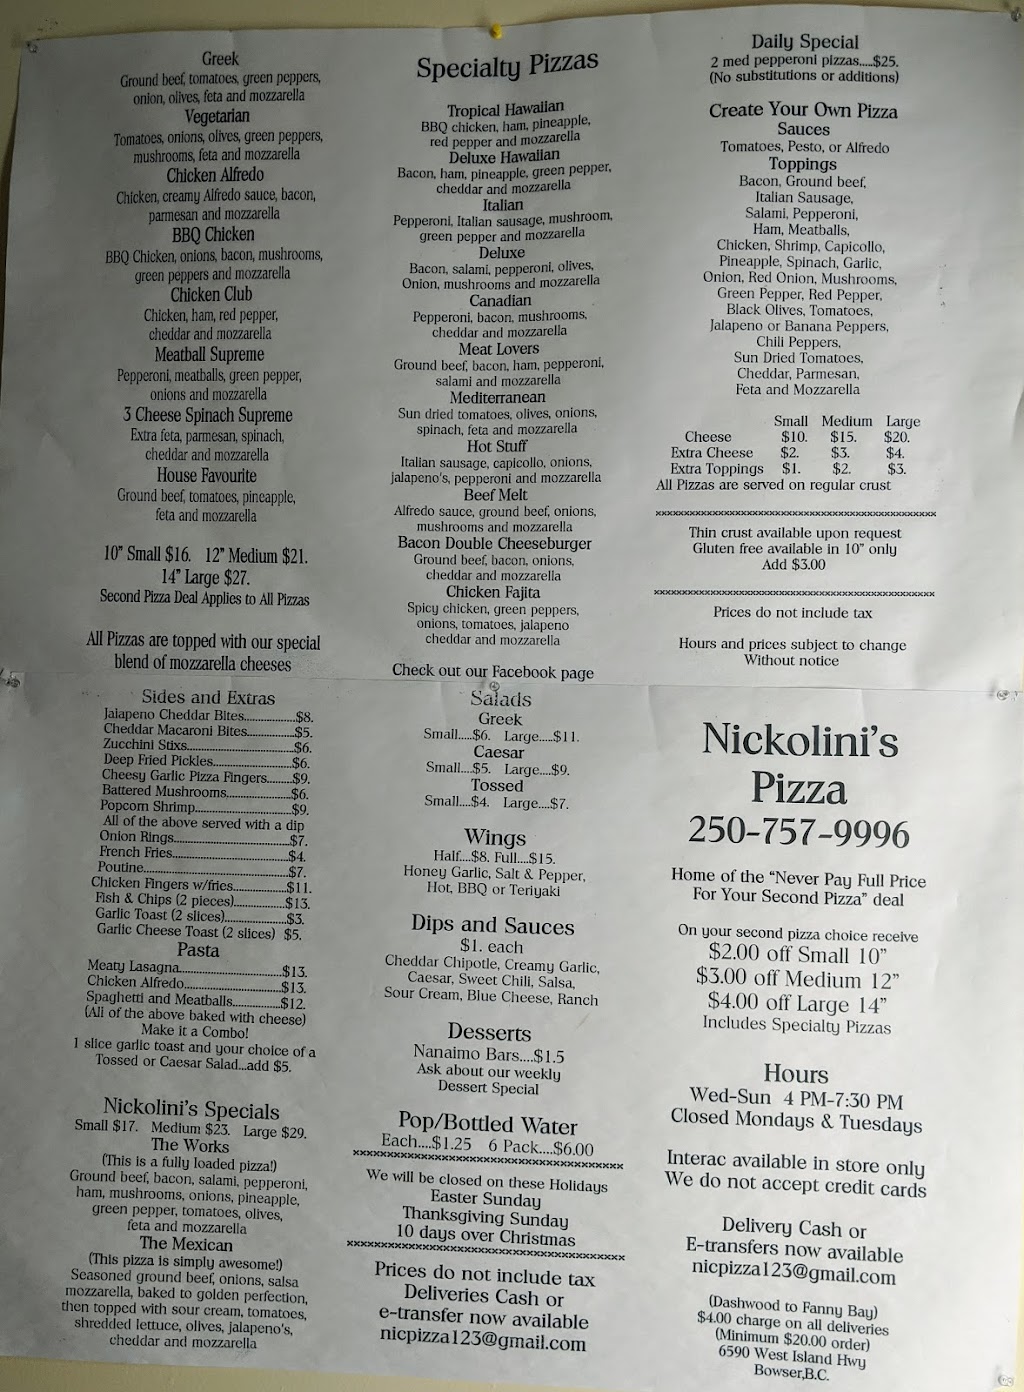 Greek
Ground beef, tomatoes, green peppers,
onion, olives, feta and mozzarella
Vegetarian
Tomatoes, onions, olives, green peppers,
mushrooms, feta and mozzarella
Chicken Alfredo
Chicken, creamy Alfredo sauce, bacon,
parmesan and mozzarella
BBQ Chicken
BBQ Chicken, onions, bacon, mushrooms,
green peppers and mozzarella
Chicken Club
Chicken, ham, red pepper,
cheddar and mozzarella
Meatball Supreme
Pepperoni, meatballs, green pepper,
onions and mozzarella
3 Cheese Spinach Supreme
Extra feta, parmesan, spinach,
cheddar and mozzarella
House Favourite
Ground beef, tomatoes, pineapple,
feta and mozzarella
10" Small $16. 12" Medium $21.
14" Large $27.
Second Pizza Deal Applies to All Pizzas
All Pizzas are topped with our special
blend of mozzarella cheeses
Specialty Pizzas
Tropical Hawaiian
BBQ chicken, ham, pineapple,
red pepper and mozzarella
Deluxe Hawaiian
Bacon, ham, pineapple, green pepper,
cheddar and mozzarella
Italian
Pepperoni, Italian sausage, mushroom,
green pepper and mozzarella
Deluxe
Bacon, salami, pepperoni, olives,
Onion, mushrooms and mozzarella
Canadian
Pepperoni, bacon, mushrooms,
cheddar and mozzarella
Meat Lovers
Ground beef, bacon, ham, pepperoni,
salami and mozzarella
Mediterranean
Sun dried tomatoes, olives, onions,
spinach, feta and mozzarella
Hot Stuff
Italian sausage, capicollo, onions,
jalapeno's, pepperoni and mozzarella
Beef Melt
Alfredo sauce, ground beef, onions,
mushrooms and mozzarella
Bacon Double Cheeseburger
Ground beef, bacon, onions,
cheddar and mozzarella
Chicken Fajita
Spicy chicken, green peppers,
onions, tomatoes, jalapeno
cheddar and mozzarella
Check out our Facebook page
Daily Special
2 med pepperoni pizzas.....$25.
(No substitutions or additions)
Create Your Own Pizza
Sauces
Tomatoes, Pesto, or Alfredo
Toppings
Bacon, Ground beef,
Italian Sausage,
Salami, Pepperoni,
Ham, Meatballs,
Chicken, Shrimp, Capicollo,
Pineapple, Spinach, Garlic,
Onion, Red Onion, Mushrooms,
Green Pepper, Red Pepper,
Black Olives, Tomatoes,
Jalapeno or Banana Peppers,
Chili Peppers,
Sun Dried Tomatoes,
Cheddar, Parmesan,
Feta and Mozzarella
Small Medium Large
Cheese $10. $15. $20.
Extra Cheese $2. $3. $4.
Extra Toppings $1. $2. $3.
All Pizzas are served on regular crust
Thin crust available upon request
Gluten free available in 10" only
Add $3.00
Prices do not include tax
Hours and prices subject to change
Without notice
Sides and Extras
Jalapeno Cheddar Bites..................$8.
Cheddar Macaroni Bites.................$5.
Zucchini Stixs................................$6.
Deep Fried Pickles.........................$6.
Cheesy Garlic Pizza Fingers.........$9.
Battered Mushrooms.....................$6.
Popcorn Shrimp.............................$9.
All of the above served with a dip
Onion Rings..................................$7.
French Fries..................................$4.
Poutine..........................................$7.
Chicken Fingers w/fries................$11.
Fish & Chips (2 pieces).................$13.
Garlic Toast (2 slices)....................$3.
Garlic Cheese Toast (2 slices) $5.
Pasta
Meaty Lasagna..............................$13.
Chicken Alfredo............................$13.
Spaghetti and Meatballs..............$12.
(All of the above baked with cheese)
Make it a Combo!
1 slice garlic toast and your choice of a
Tossed or Caesar Salad...add $5.
Nickolini's Specials
Small $17. Medium $23. Large $29.
The Works
(This is a fully loaded pizza!)
Ground beef, bacon, salami, pepperoni,
ham, mushrooms, onions, pineapple,
green pepper, tomatoes, olives,
feta and mozzarella
The Mexican
(This pizza is simply awesome!)
Seasoned ground beef, onions, salsa
mozzarella, baked to golden perfection,
then topped with sour cream, tomatoes,
shredded lettuce, olives, jalapeno's,
cheddar and mozzarella
Salads
Greek
Small.....$6. Large.....$11.
Caesar
Small....$5. Large....$9.
Tossed
Small....$4. Large....$7.
Wings
Half....$8. Full....$15.
Honey Garlic, Salt & Pepper,
Hot, BBQ or Teriyaki
Dips and Sauces
$1. each
Cheddar Chipotle, Creamy Garlic,
Caesar, Sweet Chili, Salsa,
Sour Cream, Blue Cheese, Ranch
Desserts
Nanaimo Bars....$1.5
Ask about our weekly
Dessert Special
Pop/Bottled Water
Each....$1.25 6 Pack....$6.00
We will be closed on these Holidays
Easter Sunday
Thanksgiving Sunday
10 days over Christmas
Prices do not include tax
Deliveries Cash or
e-transfer now available
nicpizza123@gmail.com
Nickolini's
Pizza
250-757-9996
Home of the "Never Pay Full Price
For Your Second Pizza" deal
On your second pizza choice receive
$2.00 off Small 10"
$3.00 off Medium 12"
$4.00 off Large 14"
Includes Specialty Pizzas
Hours
Wed-Sun 4 PM-7:30 PM
Closed Mondays & Tuesdays
Interac available in store only
We do not accept credit cards
Delivery Cash or
E-transfers now available
nicpizza123@gmail.com
(Dashwood to Fanny Bay)
$4.00 charge on all deliveries
(Minimum $20.00 order)
6590 West Island Hwy
Bowser,B.C.